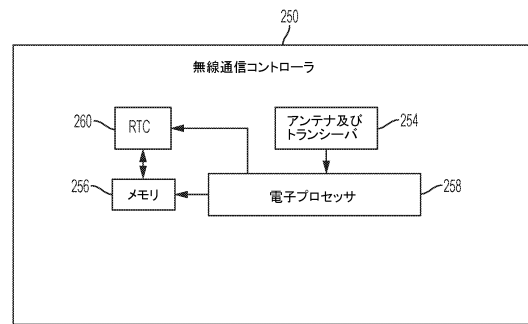 250
無線通信コントローラ
260
RTC
アンテナ及び
トランシーバ
254
256
メモリ
電子プロセッサ
258